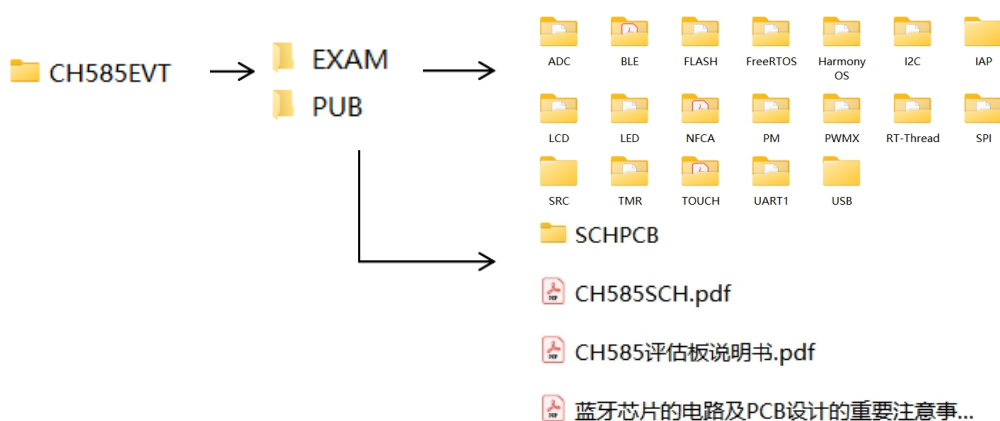 CH585EVT
EXAM
PUB
ADC BLE FLASH FreeRTOS Harmony OS I2C IAP
LCD LED NFCA PM PWMX RT-Thread SPI
SRC TMR TOUCH UART1 USB
SCHPCB
CH585SCH.pdf
CH585评估板说明书.pdf
蓝牙芯片的电路及PCB设计的重要注意事...